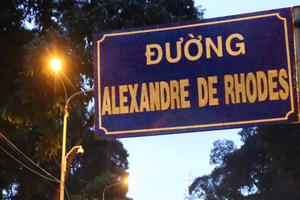 ĐƯỜNG
ALEXANDRE DE RHODES